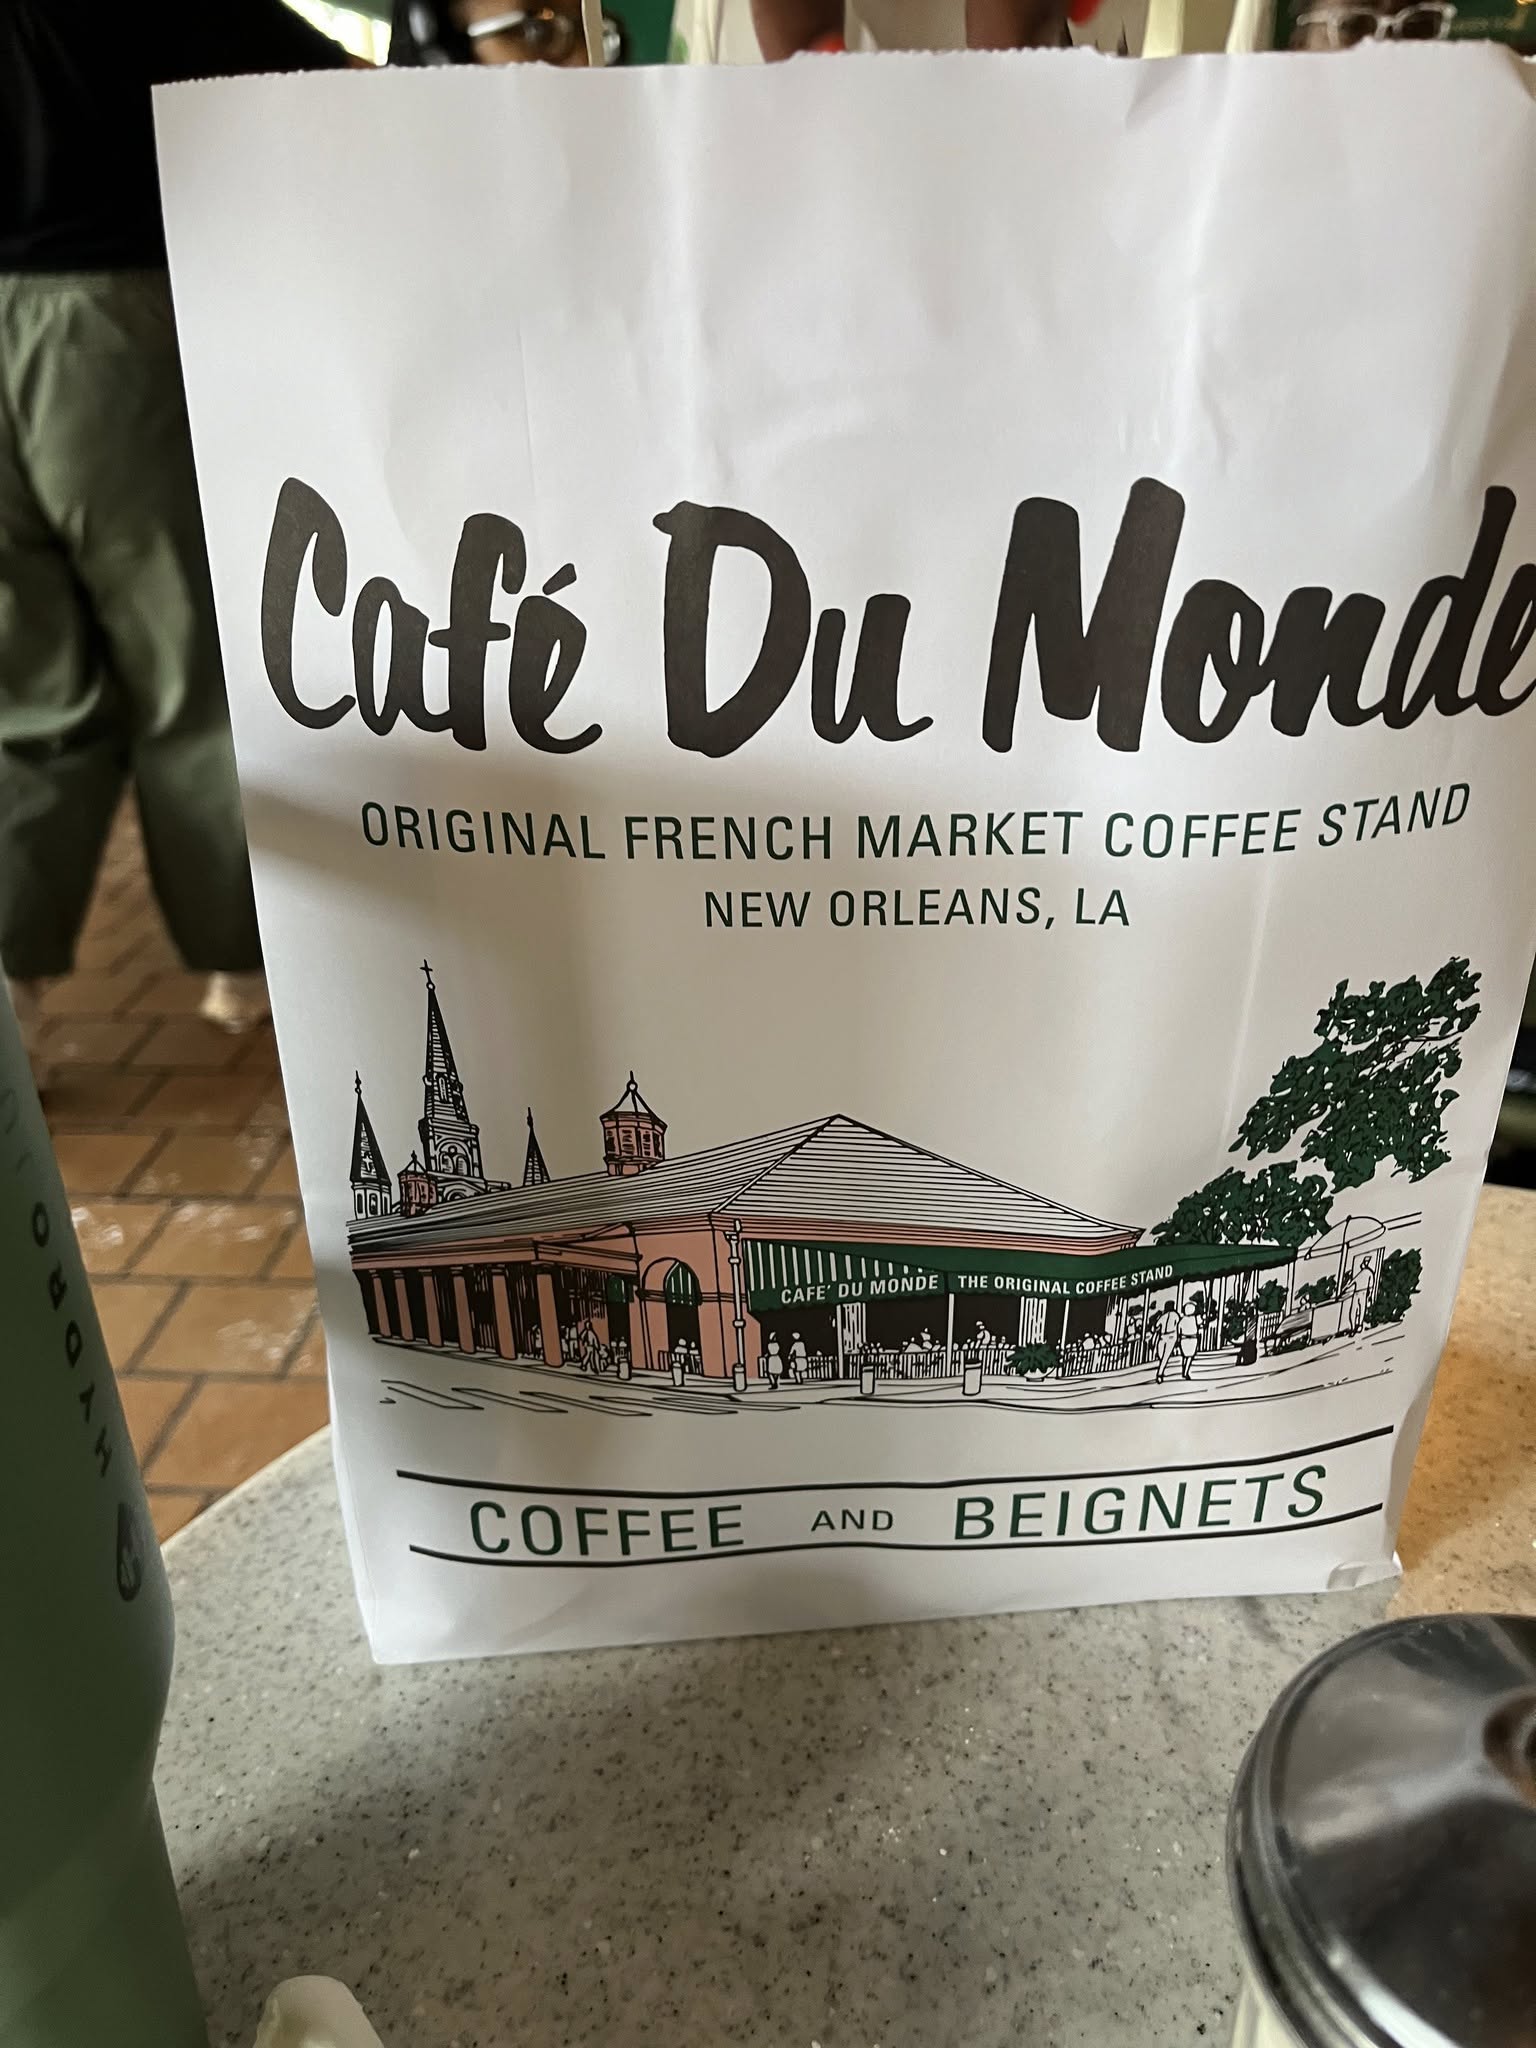 Café Du Monde
ORIGINAL FRENCH MARKET COFFEE STAND
NEW ORLEANS, LA
CAFE' DU MONDE THE ORIGINAL COFFEE STAND
COFFEE AND BEIGNETS
HYDRO